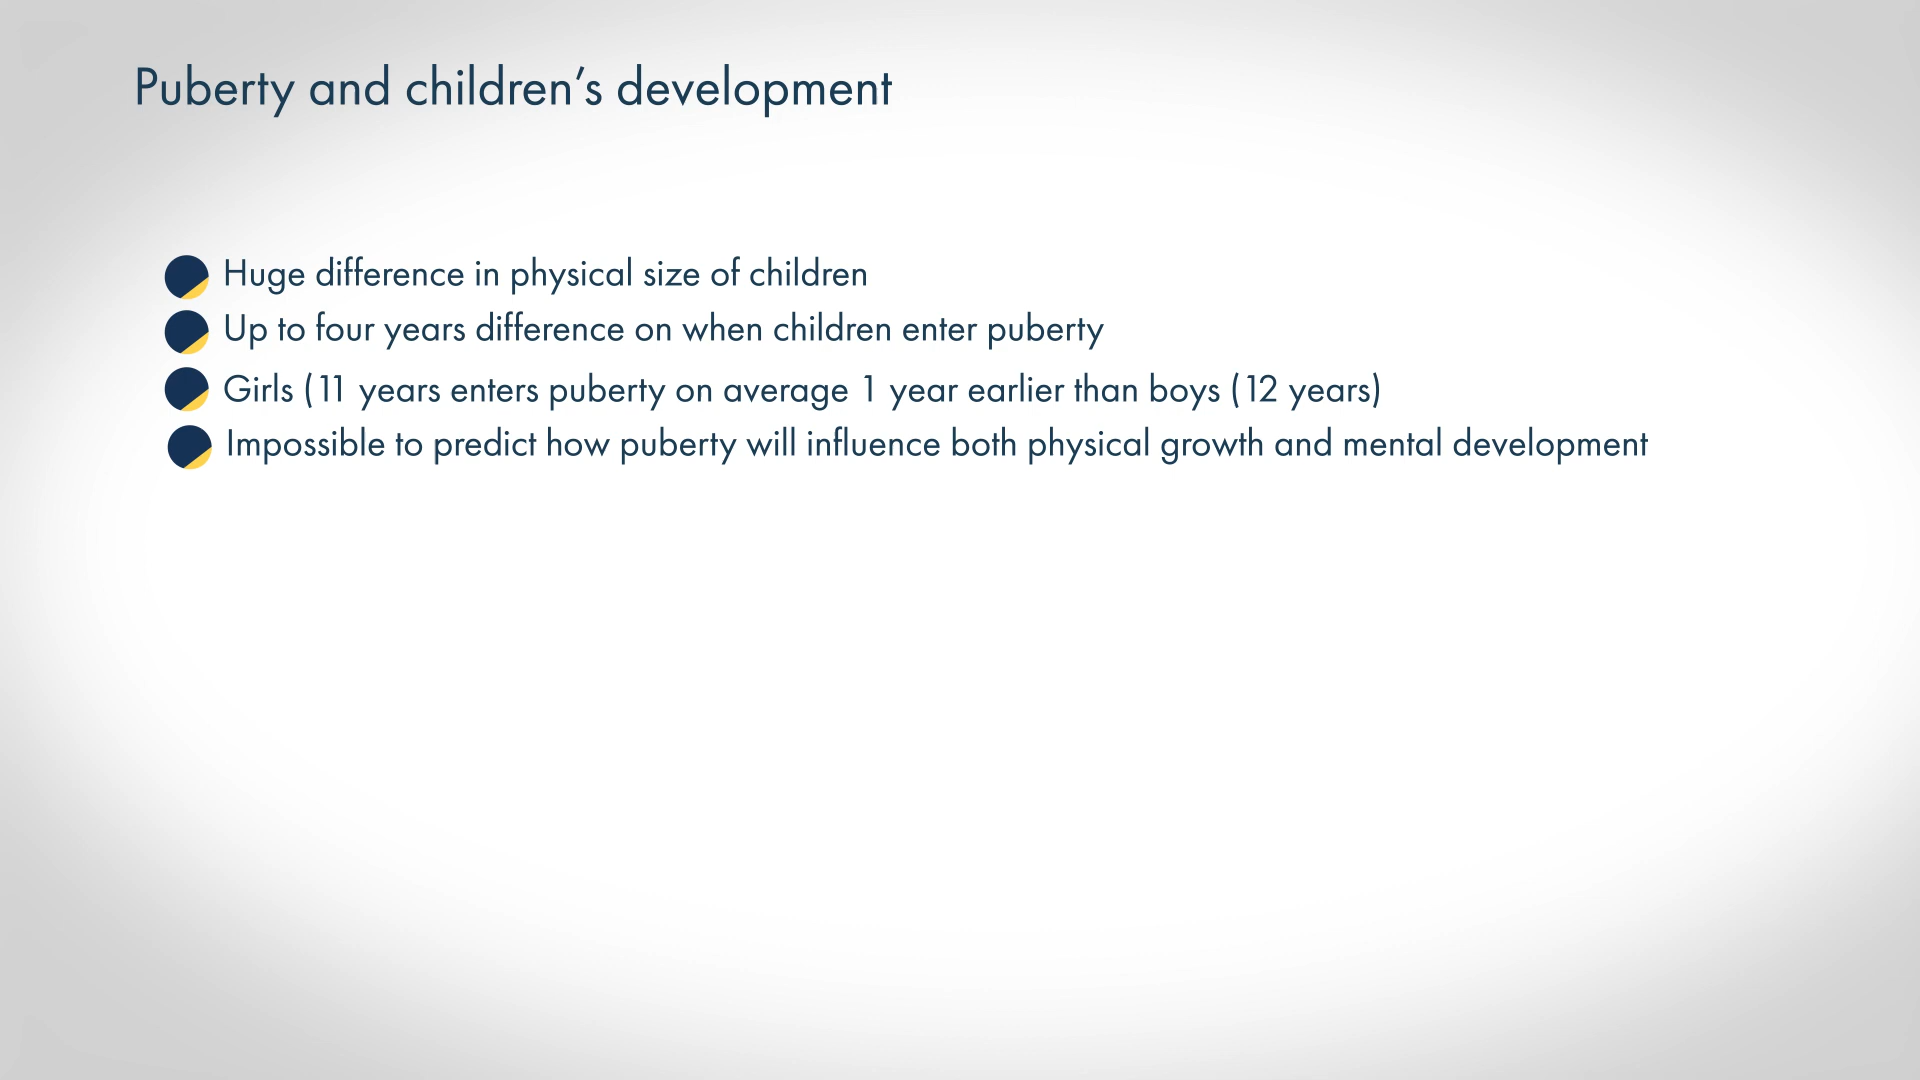 Puberty and children’s development
Huge difference in physical size of children
Up to four years difference on when children enter puberty
Girls (11 years enters puberty on average 1 year earlier than boys (12 years)
Impossible to predict how puberty will influence both physical growth and mental development